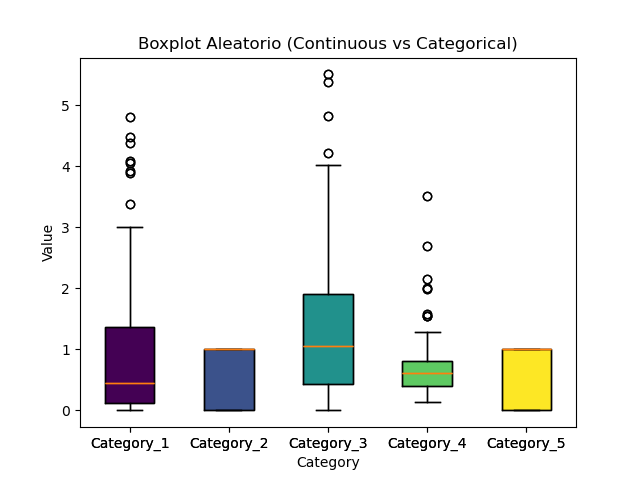 Boxplot Aleatorio (Continuous vs Categorical)
Value
5
4
3
2
1
0
Category_1 Category_2 Category_3 Category_4 Category_5
Category